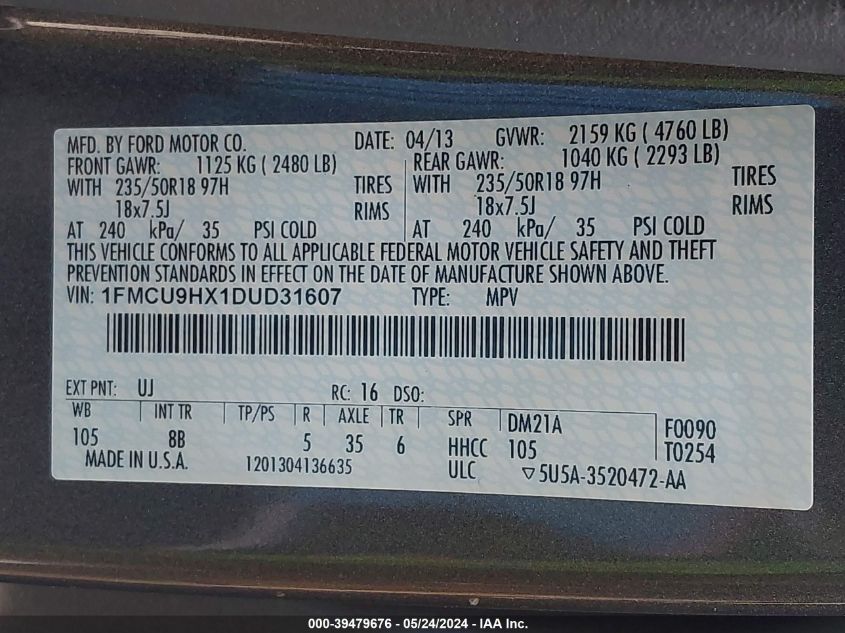 MFD. BY FORD MOTOR CO. DATE: 04/13 GVWR: 2159 KG ( 4760 LB)
FRONT GAWR: 1125 KG ( 2480 LB) REAR GAWR: 1040 KG ( 2293 LB)
WITH 235/50R18 97H TIRES WITH 235/50R18 97H TIRES
18x7.5J RIMS 18x7.5J RIMS
AT 240 kPa/ 35 PSI COLD AT 240 kPa/ 35 PSI COLD
THIS VEHICLE CONFORMS TO ALL APPLICABLE FEDERAL MOTOR VEHICLE SAFETY AND THEFT
PREVENTION STANDARDS IN EFFECT ON THE DATE OF MANUFACTURE SHOWN ABOVE.
VIN: 1FMCU9HX1DUD31607 TYPE: MPV
EXT PNT: UJ RC: 16 DSO:
WB INT TR TP/PS R AXLE TR SPR DM21A F0090
105 8B 5 35 6 HHCC 105 T0254
MADE IN U.S.A. 1201304136635 ULC ▽5U5A-3520472-AA
000-39479676 - 05/24/2024 - IAA Inc.